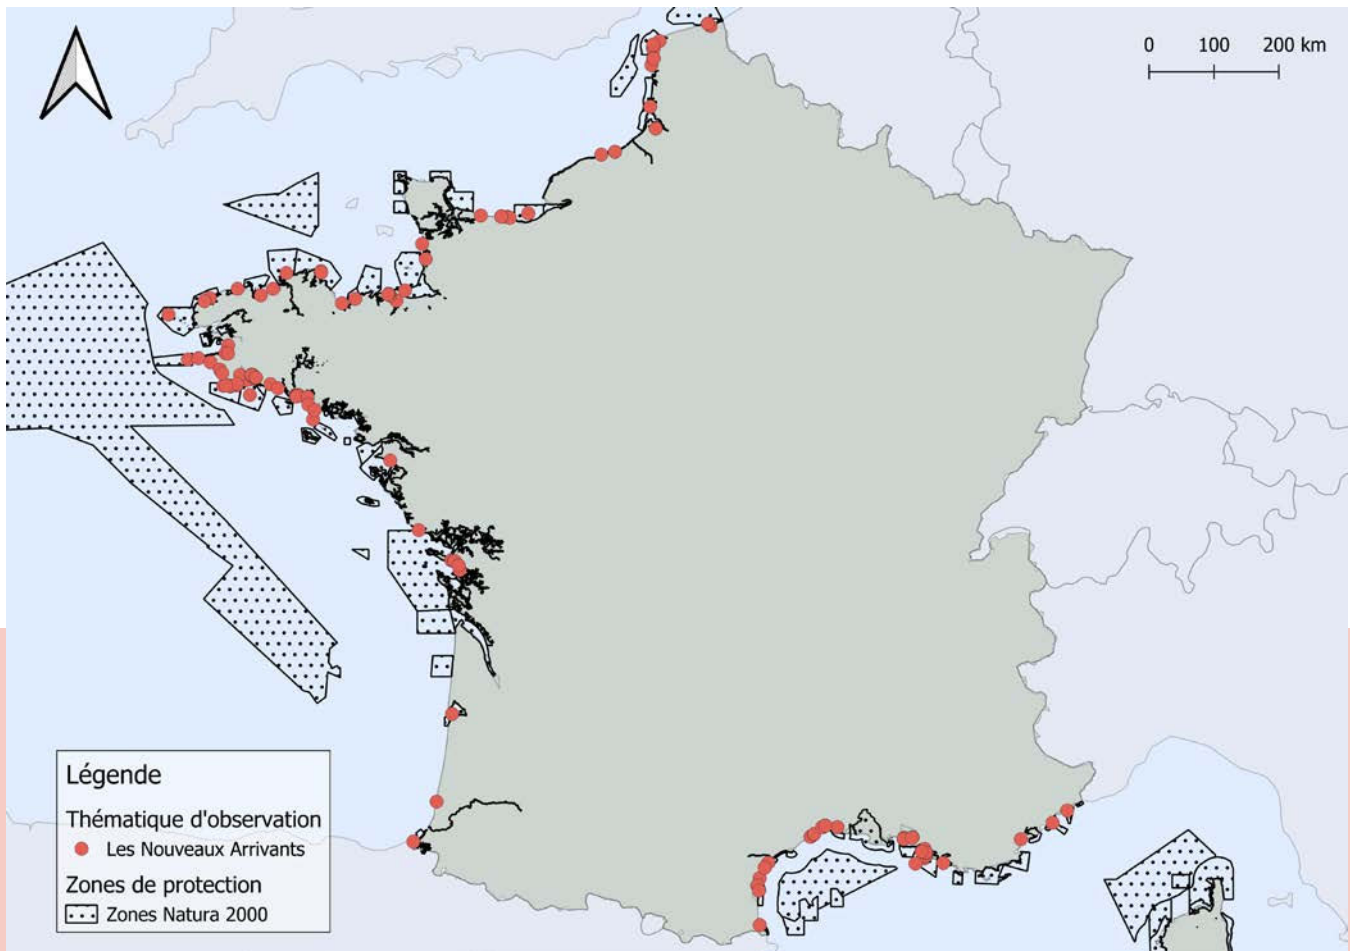 0 100 200 km
Légende
Thématique d'observation
Les Nouveaux Arrivants
Zones de protection
Zones Natura 2000